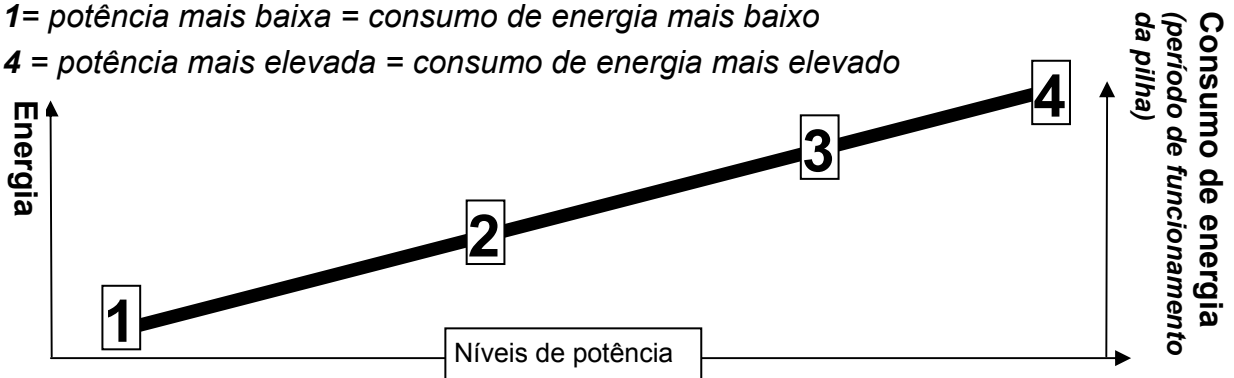 1= potência mais baixa = consumo de energia mais baixo
4 = potência mais elevada = consumo de energia mais elevado
Energia
1
2
3
4
Níveis de potência
Consumo de energia
(período de funcionamento
da pilha)